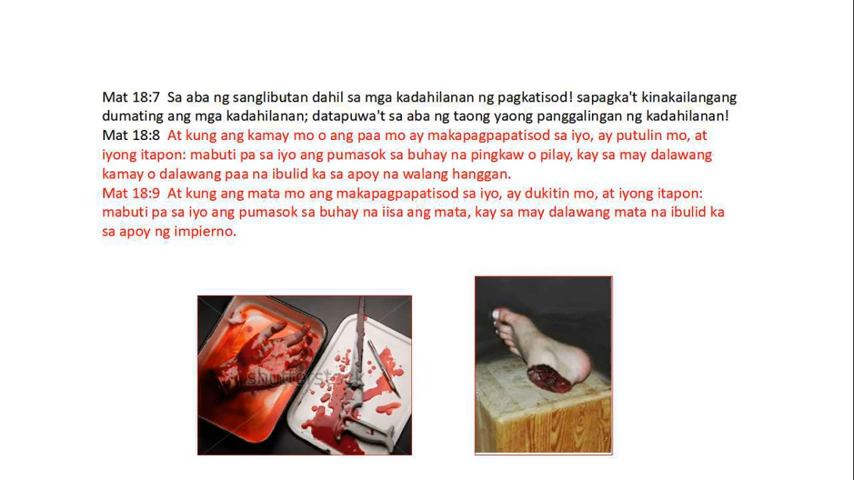 Mat 18:7 Sa aba ng sanglibutan dahil sa mga kadahilanan ng pagkatisod! sapagka't kinakailangang
dumating ang mga kadahilanan; datapuwa't sa aba ng taong yaong panggalingan ng kadahilanan!
Mat 18:8 At kung ang kamay mo o ang paa mo ay makapagpapatisod sa iyo, ay putulin mo, at
iyong itapon: mabuti pa sa iyo ang pumasok sa buhay na pingkaw o pilay, kay sa may dalawang
kamay o dalawang paa na ibulid ka sa apoy na walang hanggan.
Mat 18:9 At kung ang mata mo ang makapagpapatisod sa iyo, ay dukitin mo, at iyong itapon:
mabuti pa sa iyo ang pumasok sa buhay na iisa ang mata, kay sa may dalawang mata na ibulid ka
sa apoy ng impierno.
shutterstock